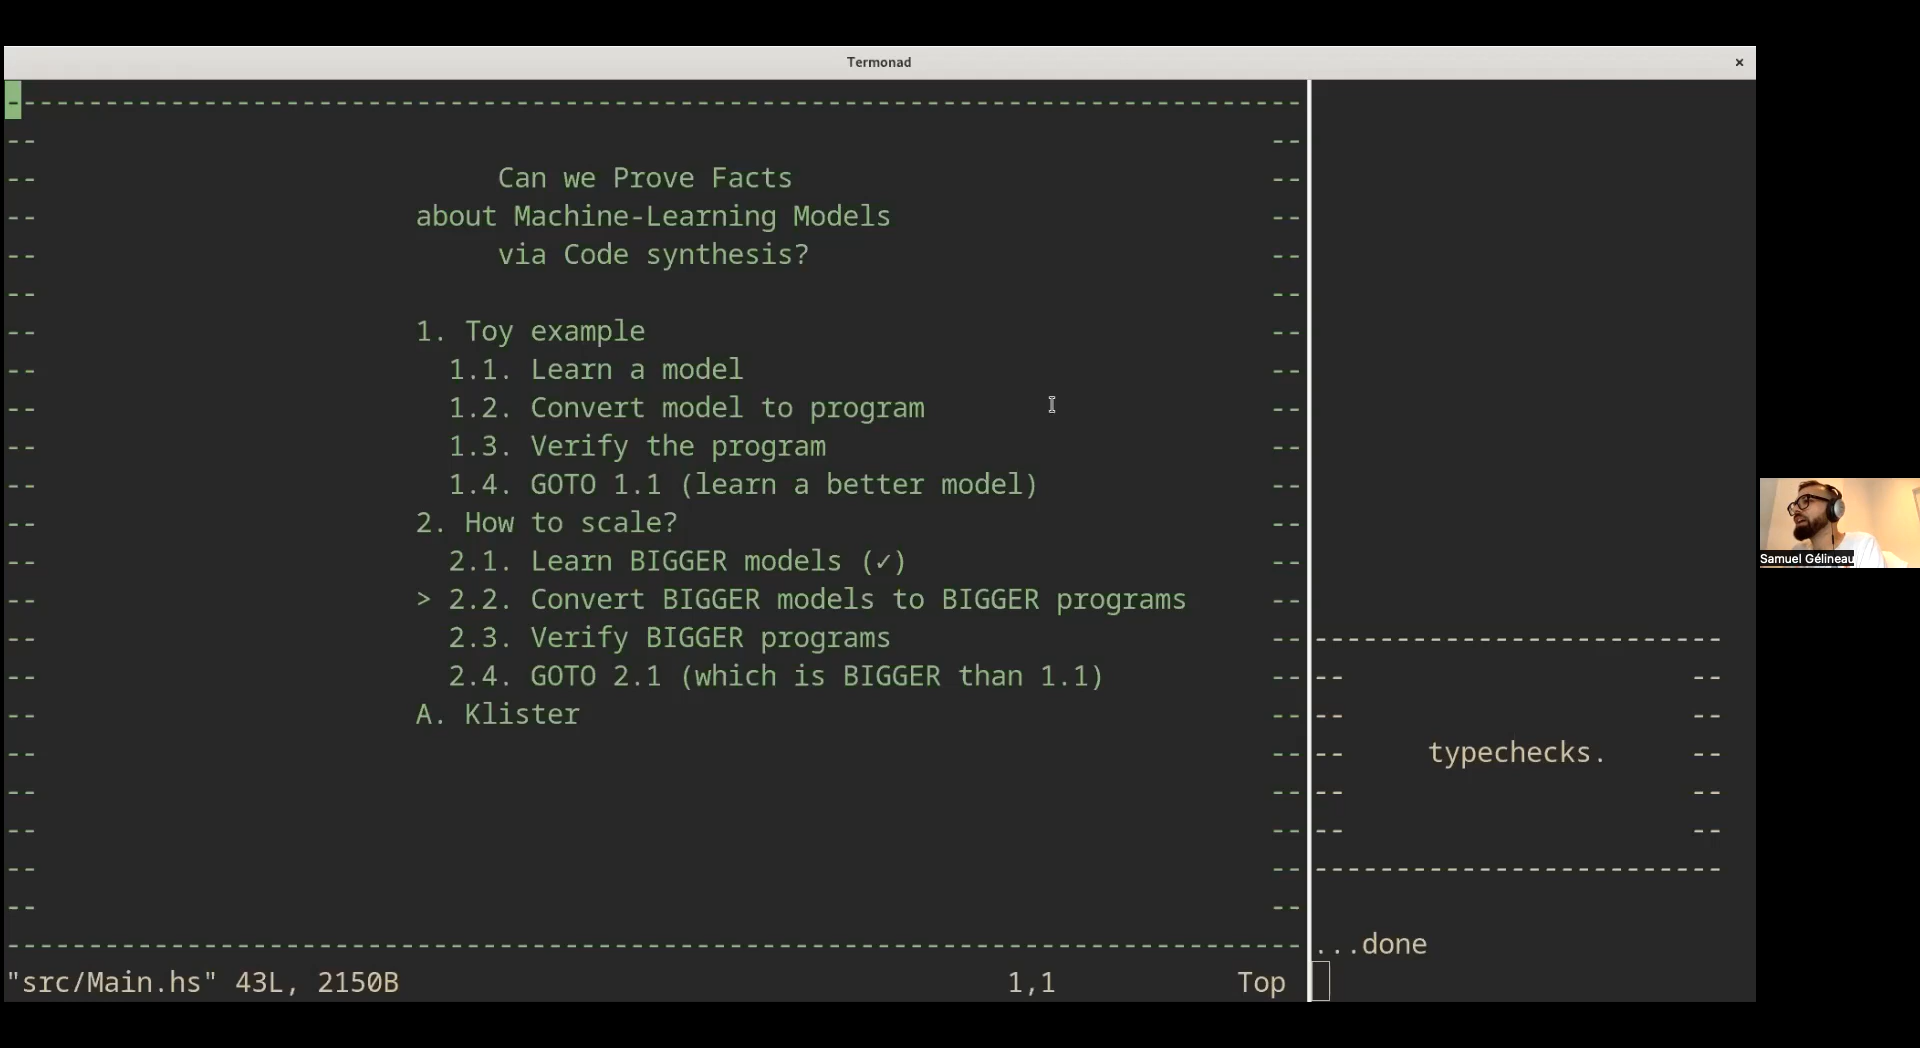 Termonad
×
--------------------------------------------------------------------------------
-- --
-- Can we Prove Facts --
-- about Machine-Learning Models --
-- via Code synthesis? --
-- --
-- 1. Toy example --
-- 1.1. Learn a model --
-- 1.2. Convert model to program --
-- 1.3. Verify the program --
-- 1.4. GOTO 1.1 (learn a better model) --
-- 2. How to scale? --
-- 2.1. Learn BIGGER models (✓) --
-- > 2.2. Convert BIGGER models to BIGGER programs --
-- 2.3. Verify BIGGER programs --
-- 2.4. GOTO 2.1 (which is BIGGER than 1.1) --
-- A. Klister --
-- --
-- --
-- --
-- --
-- --
--------------------------------------------------------------------------------
"src/Main.hs" 43L, 2150B 1,1 Top
-------------------------
-- --
-- --
-- typechecks. --
-- --
-- --
-------------------------
...done
Samuel Gélineau